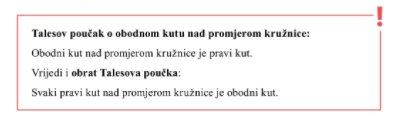 Talesov poučak o obodnom kutu nad promjerom kružnice:
Obodni kut nad promjerom kružnice je pravi kut.
Vrijedi i obrat Talesova poučka:
Svaki pravi kut nad promjerom kružnice je obodni kut.
!